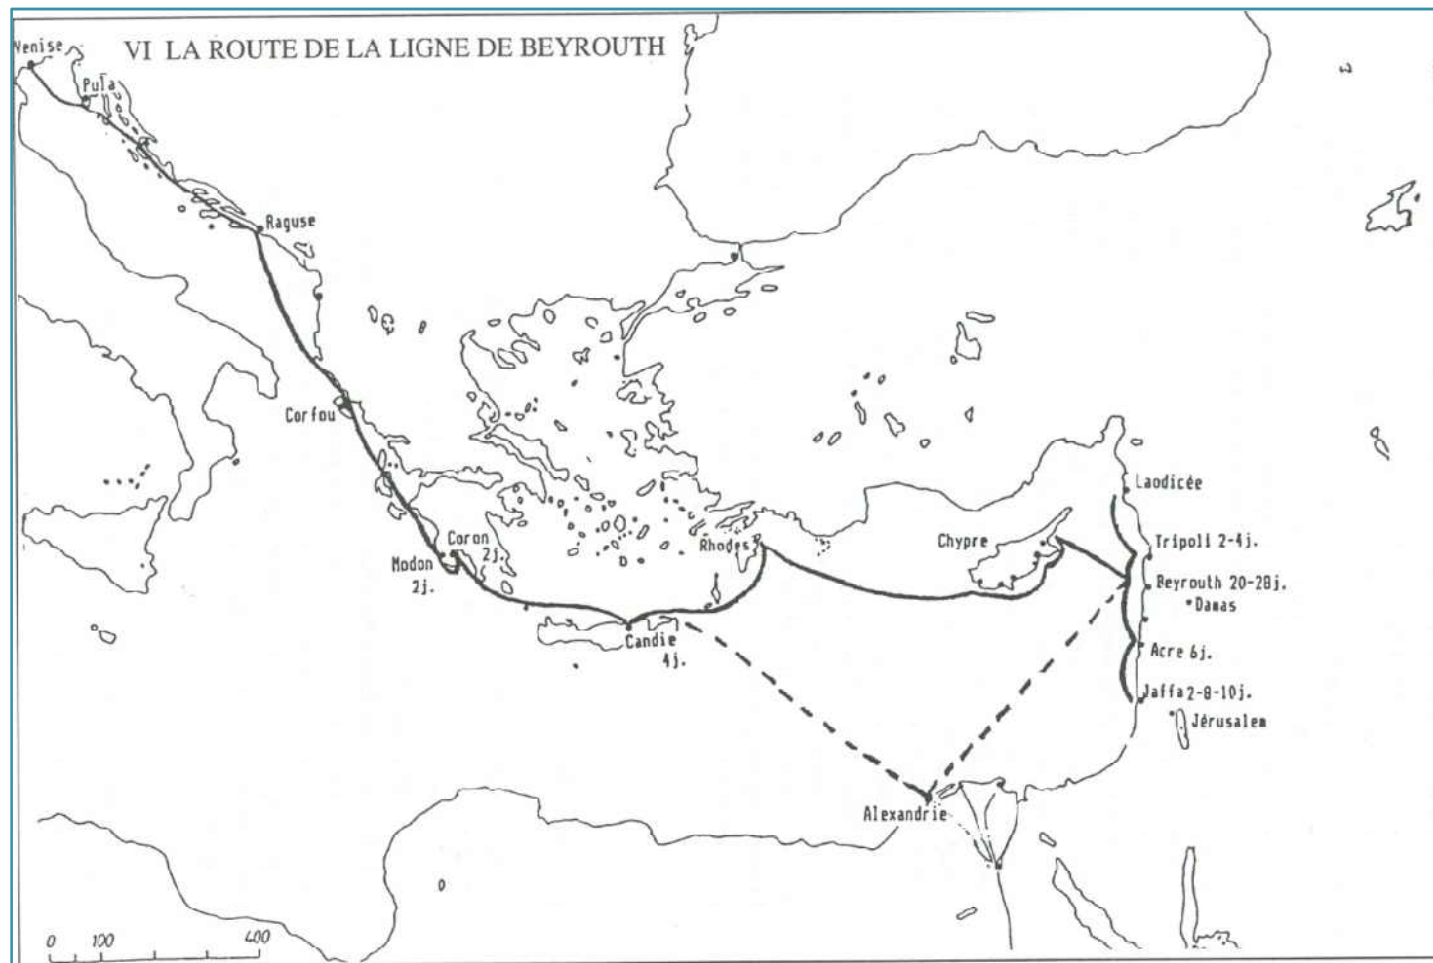 VI LA ROUTE DE LA LIGNE DE BEYROUTH
Venise
Pula
Raguse
Corfou
Coron
2j.
Modon
2j.
Rhodes
Candie
4j.
Chypre
Laodicée
Tripoli 2-4j.
Beyrouth 20-28j.
Damas
Acre 6j.
Jaffa 2-8-10j.
Jérusalem
Alexandrie
0 100 400